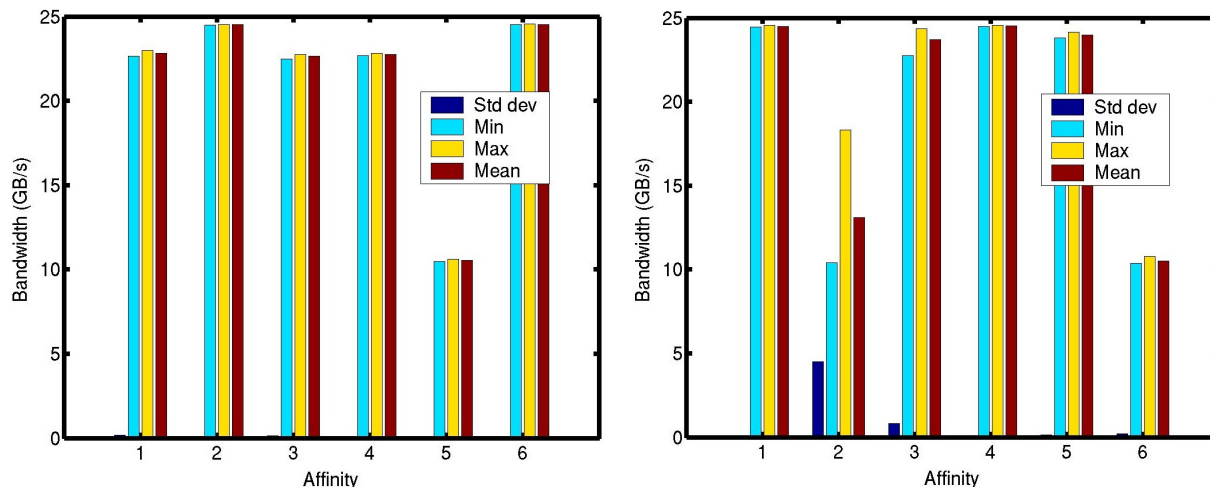 25
20
15
10
5
0
Bandwidth (GB/s)
Std dev
Min
Max
Mean
1 2 3 4 5 6
Affinity
25
20
15
10
5
0
Bandwidth (GB/s)
Std dev
Min
Max
Mean
1 2 3 4 5 6
Affinity